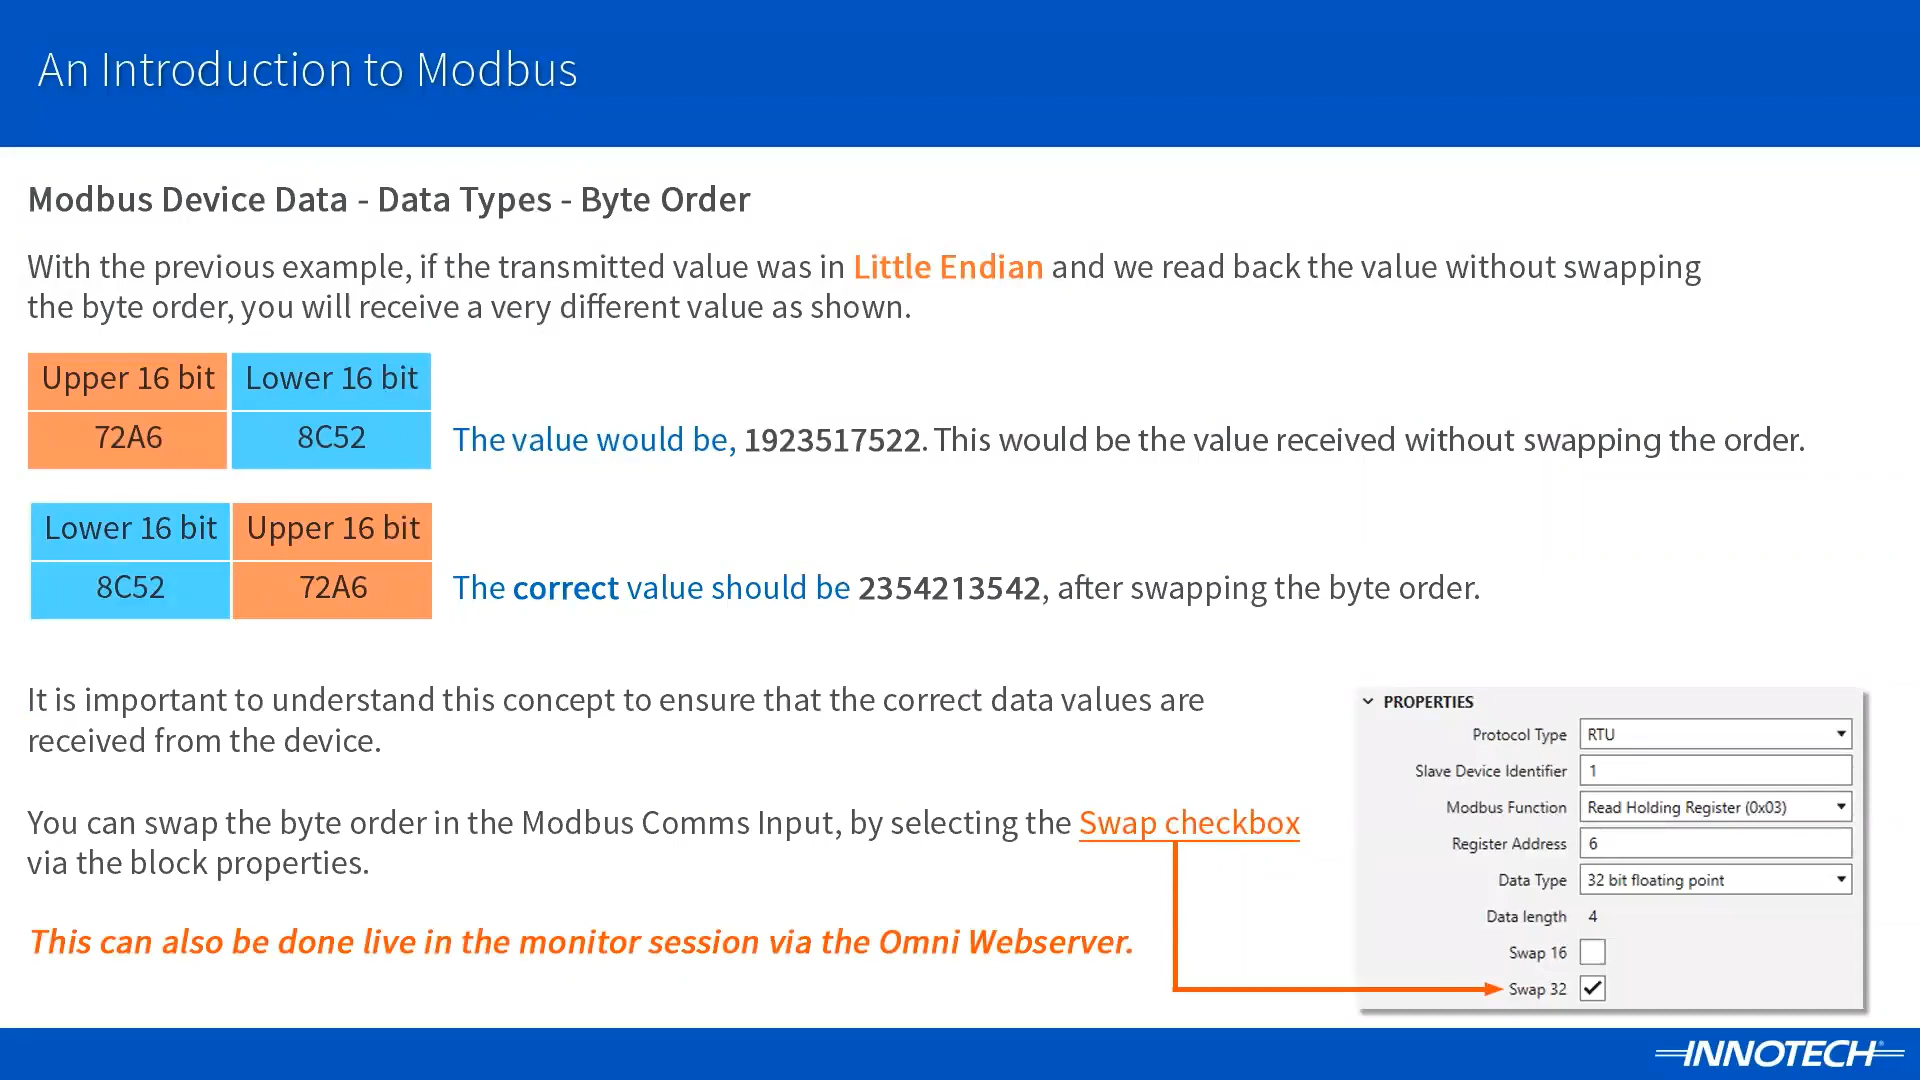 An Introduction to Modbus
Modbus Device Data - Data Types - Byte Order
With the previous example, if the transmitted value was in Little Endian and we read back the value without swapping
the byte order, you will receive a very different value as shown.
Upper 16 bit Lower 16 bit
72A6 8C52 The value would be, 1923517522. This would be the value received without swapping the order.
Lower 16 bit Upper 16 bit
8C52 72A6 The correct value should be 2354213542, after swapping the byte order.
It is important to understand this concept to ensure that the correct data values are
received from the device.
You can swap the byte order in the Modbus Comms Input, by selecting the Swap checkbox
via the block properties.
This can also be done live in the monitor session via the Omni Webserver.
PROPERTIES
Protocol Type RTU
Slave Device Identifier 1
Modbus Function Read Holding Register (0x03)
Register Address 6
Data Type 32 bit floating point
Data length 4
Swap 16
Swap 32
INNOTECH